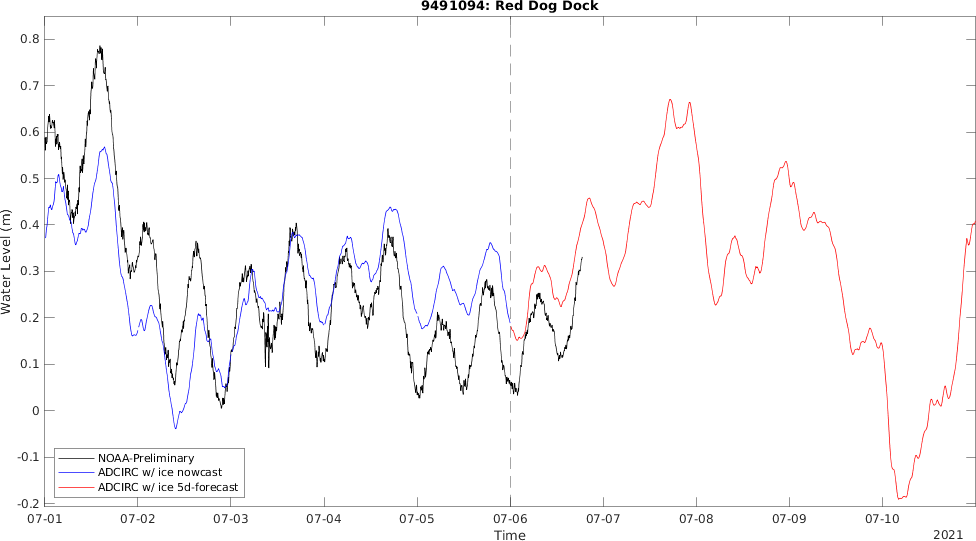 9491094: Red Dog Dock
Water Level (m)
0.8
0.7
0.6
0.5
0.4
0.3
0.2
0.1
0
-0.1
-0.2
NOAA-Preliminary
ADCIRC w/ ice nowcast
ADCIRC w/ ice 5d-forecast
07-01 07-02 07-03 07-04 07-05 07-06 07-07 07-08 07-09 07-10
Time
2021